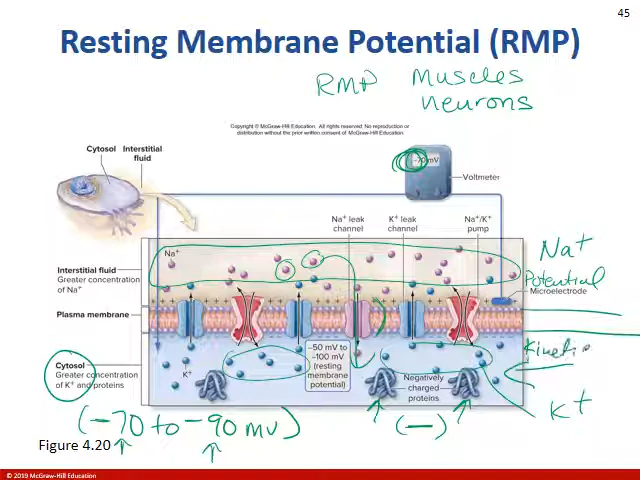 45
Resting Membrane Potential (RMP)
RMP Muscles
neurons
Copyright © McGraw-Hill Education. All rights reserved. No reproduction or
distribution without the prior written consent of McGraw-Hill Education.
Cytosol Interstitial
fluid
-70 mV
Voltmeter
Na+ leak
channel
K+ leak
channel
Na+/K+
pump
Na+
Na+
Interstitial fluid
Greater concentration
of Na+
Potential
Microelectrode
Plasma membrane
Kinetic
Cytosol
Greater concentration
of K+ and proteins
K+
–50 mV to
–100 mV
(resting
membrane
potential)
Negatively
charged
proteins
K+
(-70 to -90 mv)
(-)
Figure 4.20
© 2019 McGraw-Hill Education